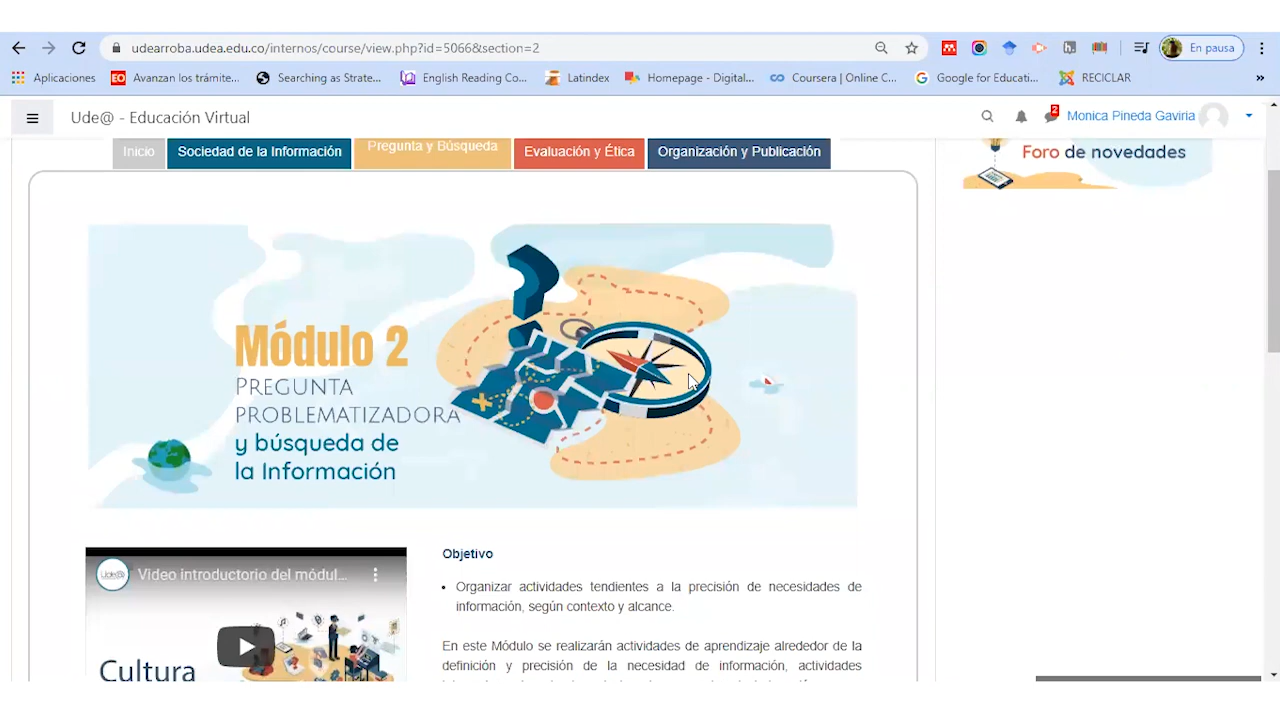 udearroba.udea.edu.co/internos/course/view.php?id=5066&section=2
En pausa
Aplicaciones
EO Avanzan los trámite...
Searching as Strate...
English Reading Co...
Latindex
Homepage - Digital...
Coursera | Online C...
Google for Educati...
RECICLAR
»
Ude@ - Educación Virtual
2
Monica Pineda Gaviria
Inicio
Sociedad de la Información
Pregunta y Búsqueda
Evaluación y Ética
Organización y Publicación
Foro de novedades
Módulo 2
PREGUNTA
PROBLEMATIZADORA
y búsqueda de
la Información
Ude@
Video introductorio del módul...
Cultura
Objetivo
• Organizar actividades tendientes a la precisión de necesidades de
información, según contexto y alcance.
En este Módulo se realizarán actividades de aprendizaje alrededor de la
definición y precisión de la necesidad de información, actividades